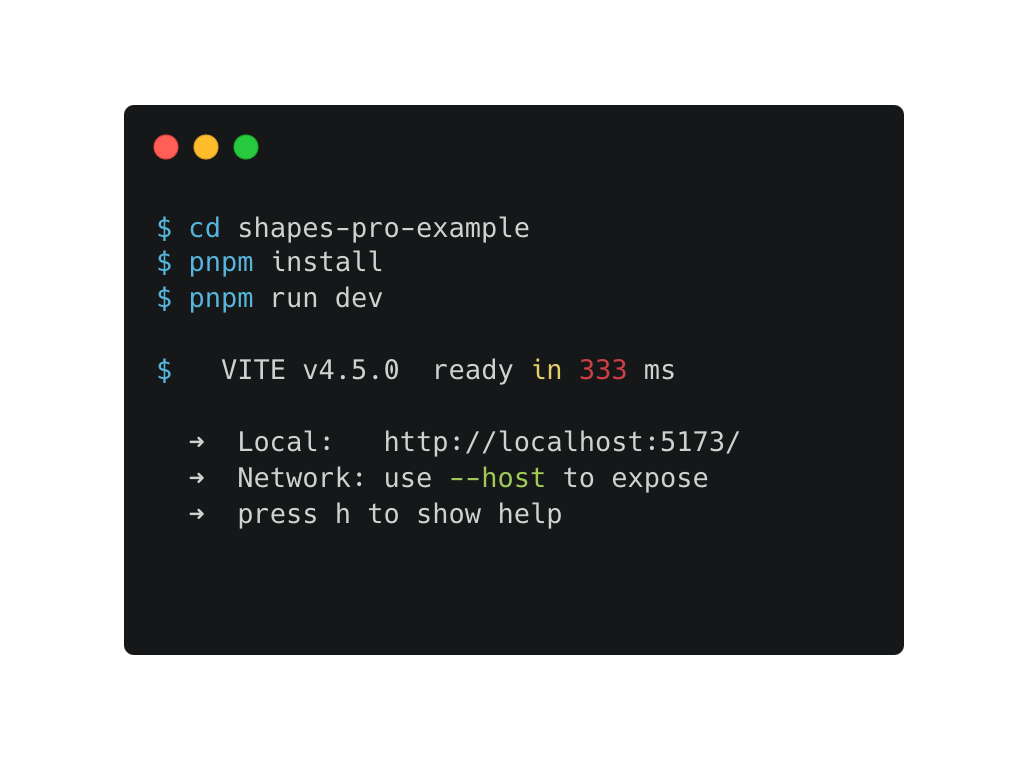 $ cd shapes-pro-example
$ pnpm install
$ pnpm run dev
$   VITE v4.5.0  ready in 333 ms
  ➜  Local:   http://localhost:5173/
  ➜  Network: use --host to expose
  ➜  press h to show help